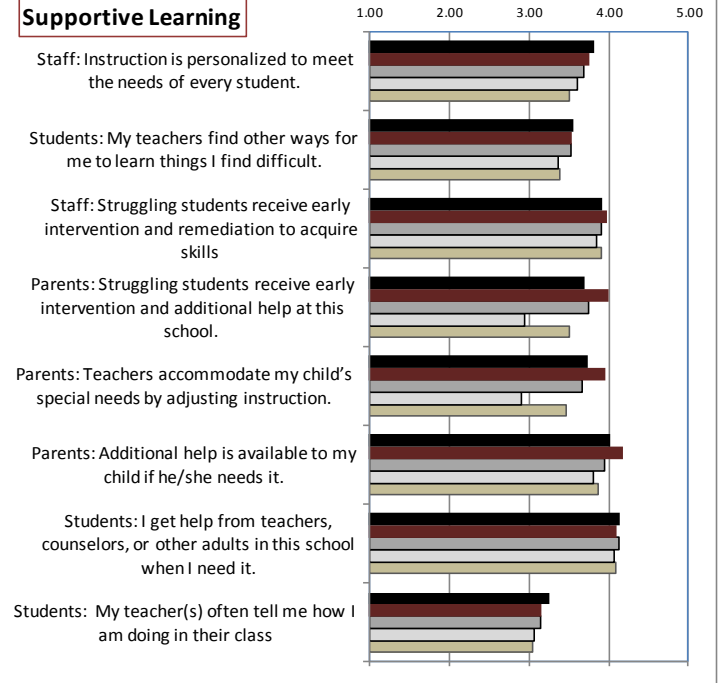 Supportive Learning
1.00 2.00 3.00 4.00 5.00
Staff: Instruction is personalized to meet
the needs of every student.
Students: My teachers find other ways for
me to learn things I find difficult.
Staff: Struggling students receive early
intervention and remediation to acquire
skills
Parents: Struggling students receive early
intervention and additional help at this
school.
Parents: Teachers accommodate my child’s
special needs by adjusting instruction.
Parents: Additional help is available to my
child if he/she needs it.
Students: I get help from teachers,
counselors, or other adults in this school
when I need it.
Students: My teacher(s) often tell me how I
am doing in their class